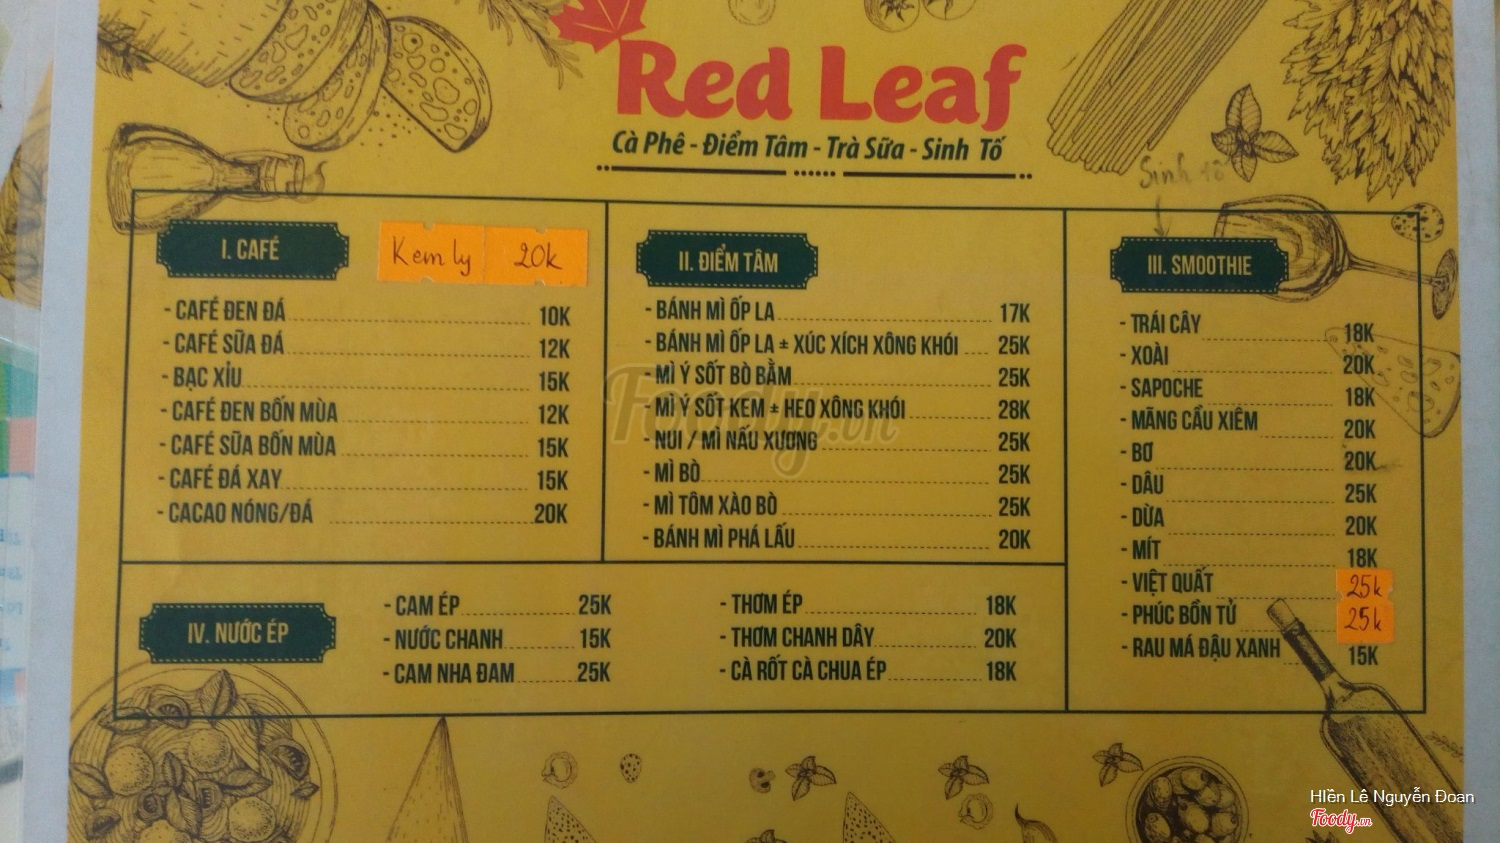 Red Leaf
Cà Phê - Điểm Tâm - Trà Sữa - Sinh Tố
Sinh tố
I. CAFÉ
Kem ly 20k
- CAFÉ ĐEN ĐÁ 10K
- CAFÉ SỮA ĐÁ 12K
- BẠC XỈU 15K
- CAFÉ ĐEN BỐN MÙA 12K
- CAFÉ SỮA BỐN MÙA 15K
- CAFÉ ĐÁ XAY 15K
- CACAO NÓNG/ĐÁ 20K
II. ĐIỂM TÂM
- BÁNH MÌ ỐP LA 17K
- BÁNH MÌ ỐP LA ± XÚC XÍCH XÔNG KHÓI 25K
- MÌ Ý SỐT BÒ BẰM 25K
- MÌ Ý SỐT KEM ± HEO XÔNG KHÓI 28K
- NUI / MÌ NẤU XƯƠNG 25K
- MÌ BÒ 25K
- MÌ TÔM XÀO BÒ 25K
- BÁNH MÌ PHÁ LẤU 20K
III. SMOOTHIE
- TRÁI CÂY 18K
- XOÀI 20K
- SAPOCHE 18K
- MÃNG CẦU XIÊM 20K
- BƠ 20K
- DÂU 25K
- DỪA 20K
- MÍT 18K
- VIỆT QUẤT 25k
- PHÚC BỒN TỬ 25k
- RAU MÁ ĐẬU XANH 15K
IV. NƯỚC ÉP
- CAM ÉP 25K
- NƯỚC CHANH 15K
- CAM NHA ĐAM 25K
- THƠM ÉP 18K
- THƠM CHANH DÂY 20K
- CÀ RỐT CÀ CHUA ÉP 18K
Foody.vn
HIền Lê Nguyễn Đoan
Foody.vn